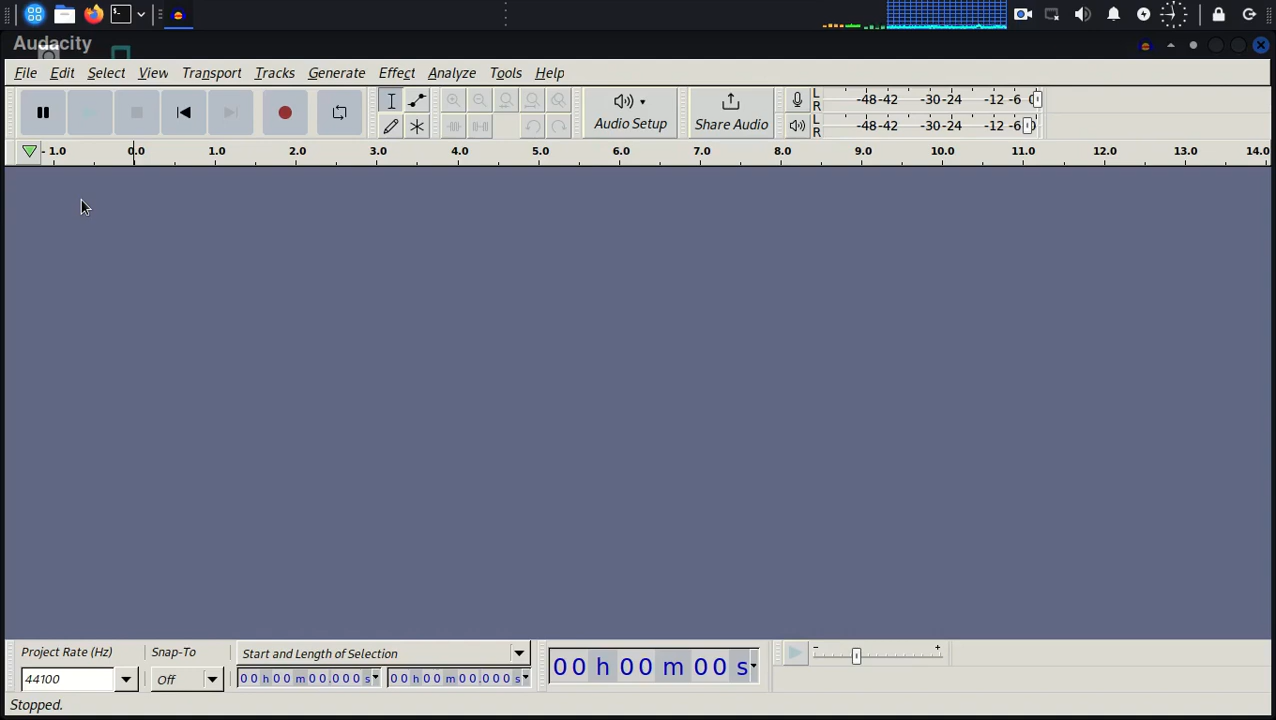 Audacity
File Edit Select View Transport Tracks Generate Effect Analyze Tools Help
Audio Setup
Share Audio
L
R
-48 -42 -30 -24 -12 -6 0
L
R
-48 -42 -30 -24 -12 -6
- 1.0 0.0 1.0 2.0 3.0 4.0 5.0 6.0 7.0 8.0 9.0 10.0 11.0 12.0 13.0 14.0
Project Rate (Hz) Snap-To Start and Length of Selection
44100 Off 00 h 00 m 00.000 s 00 h 00 m 00.000 s
00 h 00 m 00 s
- +
Stopped.